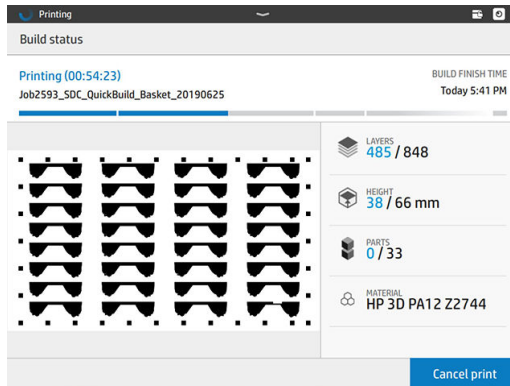 Printing
Build status
Printing (00:54:23)
Job2593_SDC_QuickBuild_Basket_20190625
BUILD FINISH TIME
Today 5:41 PM
LAYERS
485 / 848
HEIGHT
38 / 66 mm
PARTS
0 / 33
MATERIAL
HP 3D PA12 Z2744
Cancel print